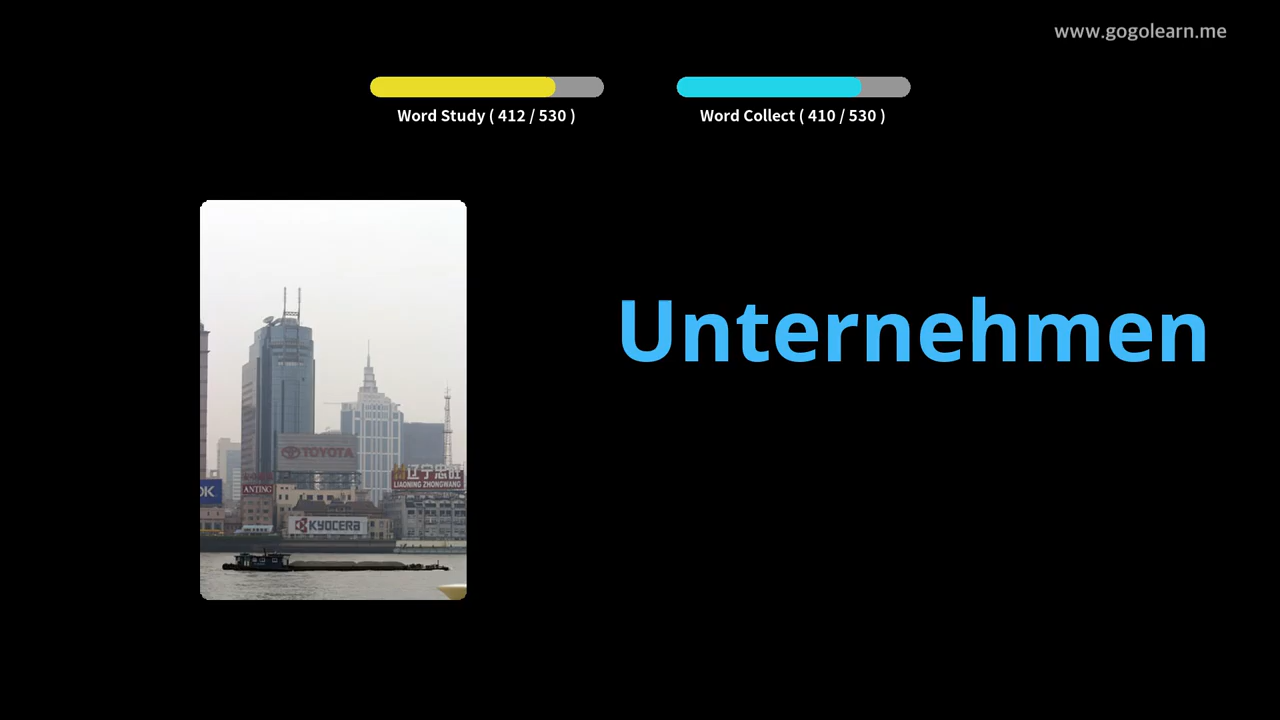 www.gogolearn.me
Word Study ( 412 / 530 )
Word Collect ( 410 / 530 )
Unternehmen
TOYOTA
辽宁忠旺
LIAONING ZHONGWANG
OK
ANTING
KYOCERA